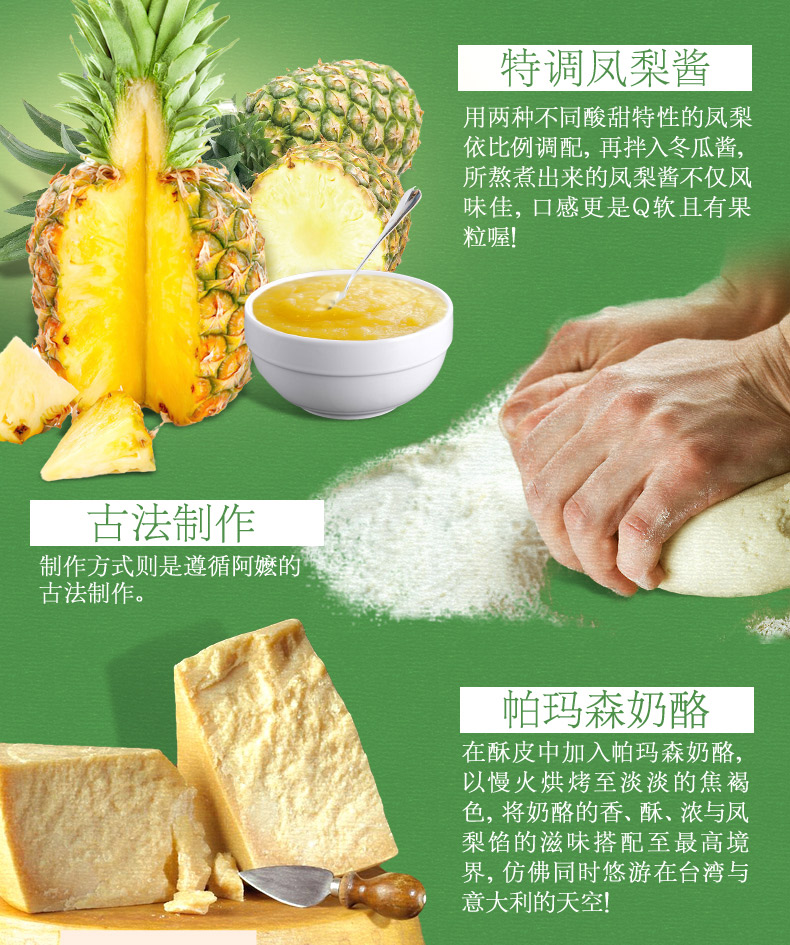 特调凤梨酱
用两种不同酸甜特性的凤梨
依比例调配, 再拌入冬瓜酱,
所熬煮出来的凤梨酱不仅风
味佳, 口感更是Q软且有果
粒喔!
古法制作
制作方式则是遵循阿嬷的
古法制作。
帕玛森奶酪
在酥皮中加入帕玛森奶酪,
以慢火烘烤至淡淡的焦褐
色, 将奶酪的香、酥、浓与凤
梨馅的滋味搭配至最高境
界, 仿佛同时悠游在台湾与
意大利的天空!